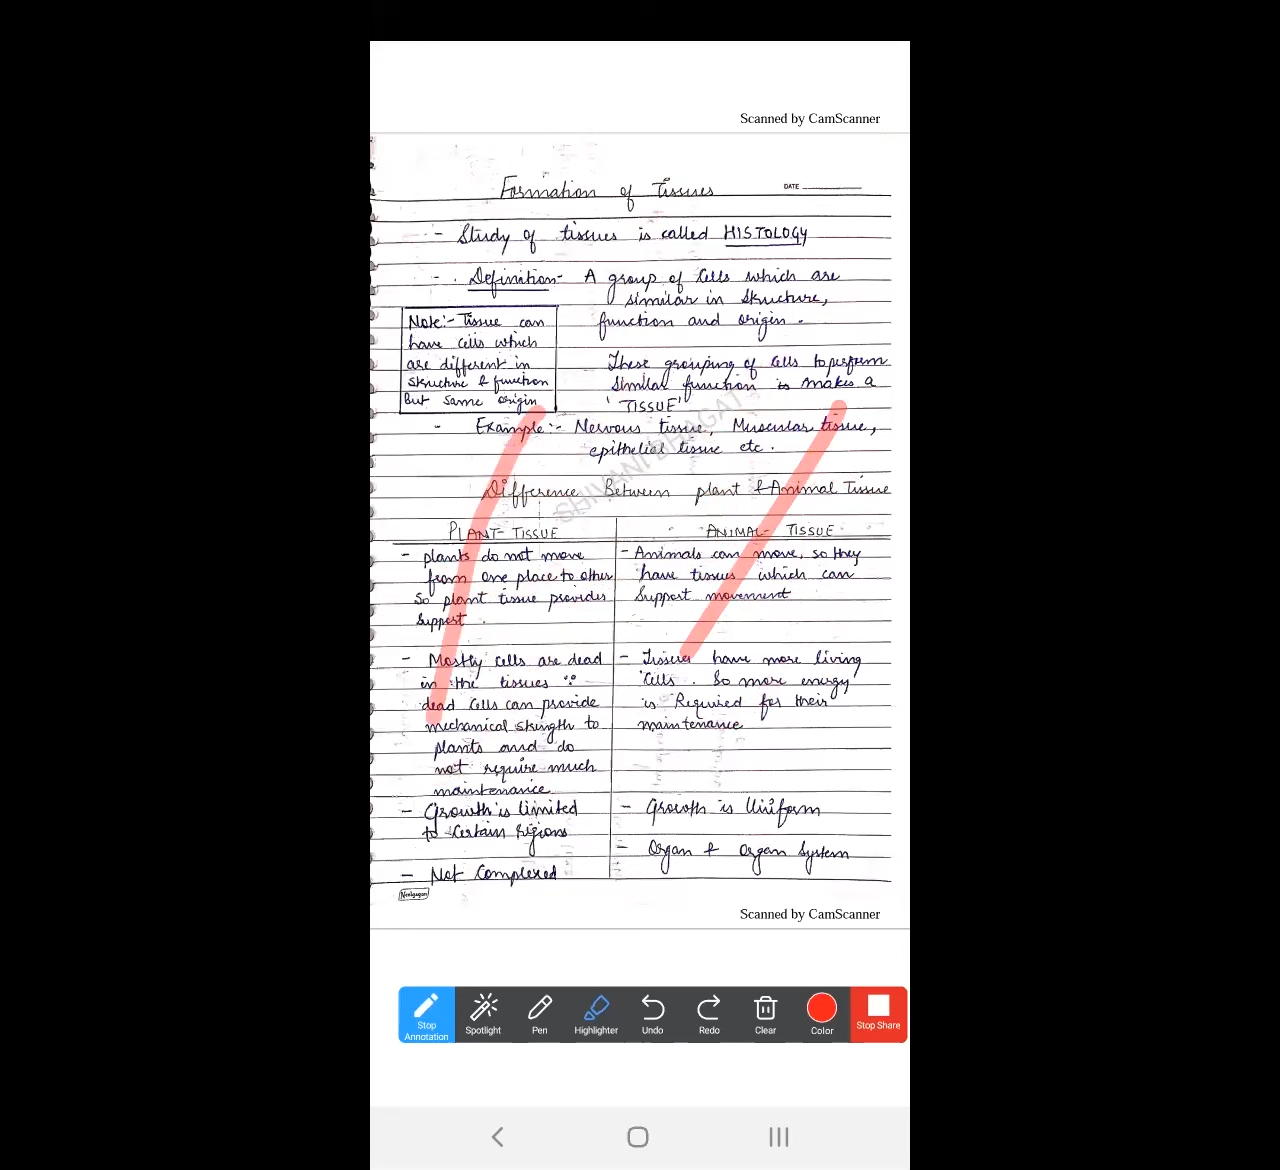 Scanned by CamScanner
Formation of Tissues
DATE
- Study of tissues is called HISTOLOGY
- Definition - A group of Cells which are
similar in structure,
function and origin.
Note:- Tissue can
have cells which
are different in
structure & function
But same origin
These grouping of cells to perform
similar function is makes a
'TISSUE'
- Example:- Nervous tissue, Muscular tissue,
epithelial tissue etc.
SHIVANI BHAGAT
Difference Between plant & Animal Tissue
PLANT- TISSUE
- plants do not move
from one place to other
So plant tissue provides
Support.
- Mostly cells are dead
in the tissues ∵
dead cells can provide
mechanical strength to
plants and do
not require much
maintenance
- Growth is limited
to certain regions
- Not Complexed
ANIMAL- TISSUE
- Animals can move, so they
have tissues which can
Support movement
- Tissues have more living
cells. So more energy
is Required for their
maintenance
- Growth is Uniform
- Organ & organ System
Neelgagan
Scanned by CamScanner
Stop
Annotation
Spotlight
Pen
Highlighter
Undo
Redo
Clear
Color
Stop Share